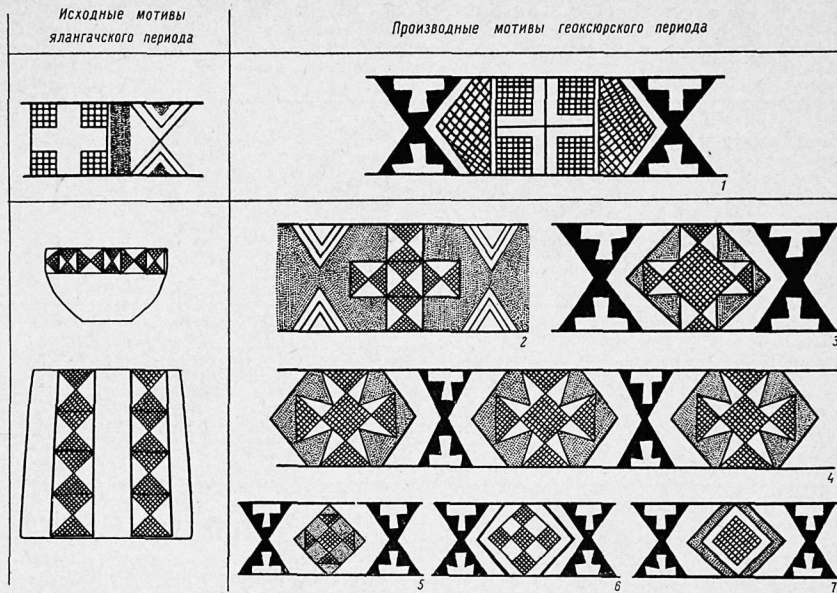 Исходные мотивы
ялангачского периода
Производные мотивы геоксюрского периода
1
2
3
4
5
6
7